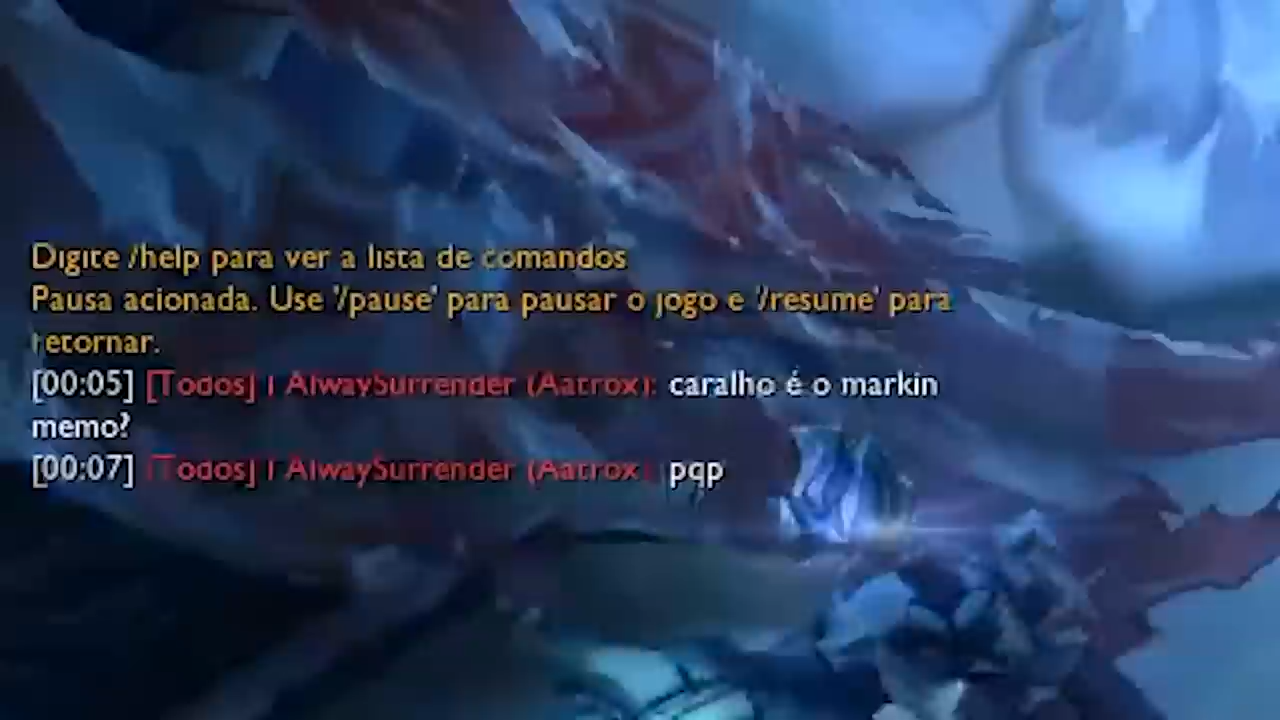 Digite /help para ver a lista de comandos
Pausa acionada. Use '/pause' para pausar o jogo e '/resume' para
retornar.
[00:05] [Todos] I AlwaySurrender (Aatrox): caralho é o markin
memo?
[00:07] [Todos] I AlwaySurrender (Aatrox): pqp